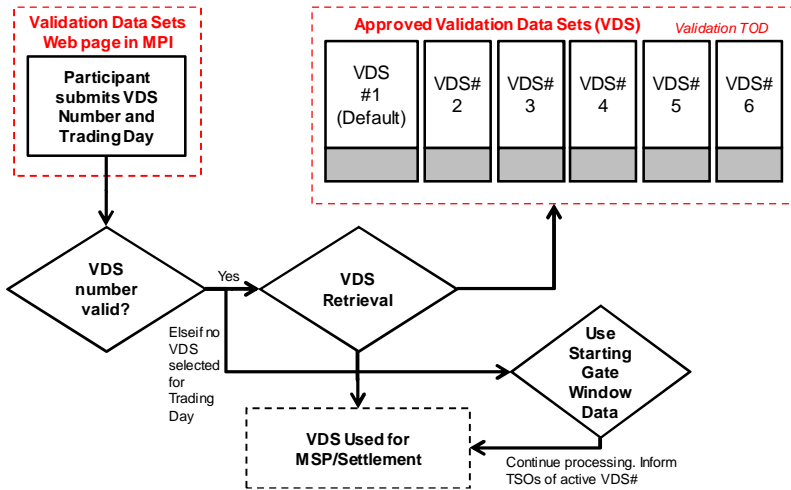 Validation Data Sets
Web page in MPI
Participant
submits VDS
Number and
Trading Day
Approved Validation Data Sets (VDS)
Validation TOD
VDS
#1
(Default)
VDS#
2
VDS#
3
VDS#
4
VDS#
5
VDS#
6
VDS
number
valid?
Yes
VDS
Retrieval
Elseif no
VDS
selected
for
Trading
Day
Use
Starting
Gate
Window
Data
VDS Used for
MSP/Settlement
Continue processing. Inform
TSOs of active VDS#